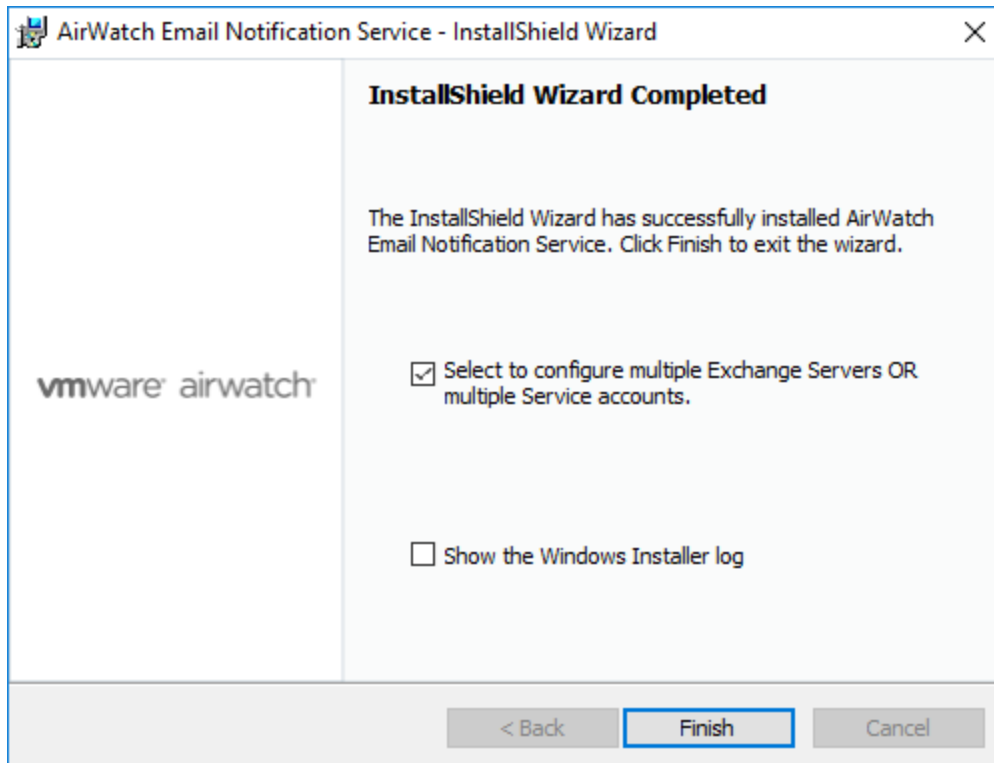 AirWatch Email Notification Service - InstallShield Wizard
InstallShield Wizard Completed
The InstallShield Wizard has successfully installed AirWatch
Email Notification Service. Click Finish to exit the wizard.
vmware airwatch
Select to configure multiple Exchange Servers OR
multiple Service accounts.
Show the Windows Installer log
< Back
Finish
Cancel